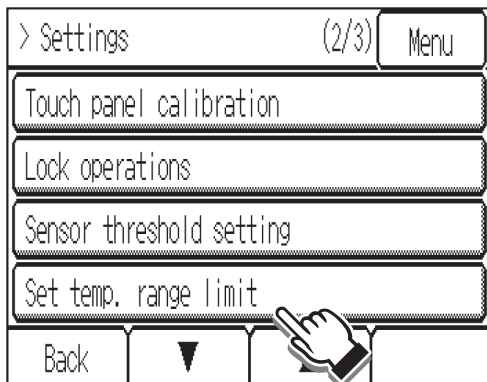 > Settings (2/3) Menu
Touch panel calibration
Lock operations
Sensor threshold setting
Set temp. range limit
Back ▼ ▲